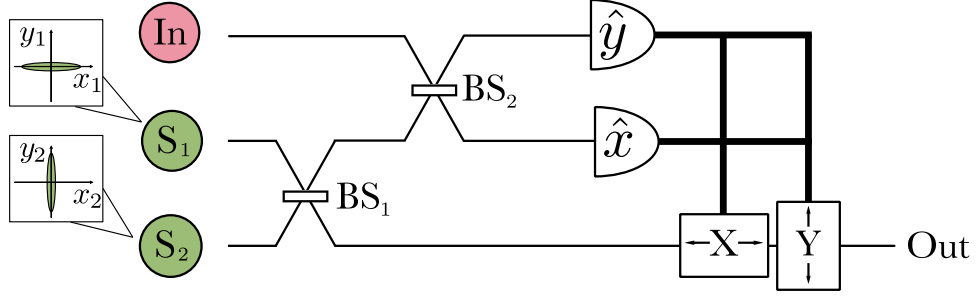 In
ŷ
y₁
x₁
BS₂
S₁
x̂
y₂
x₂
BS₁
S₂
X
Y
Out